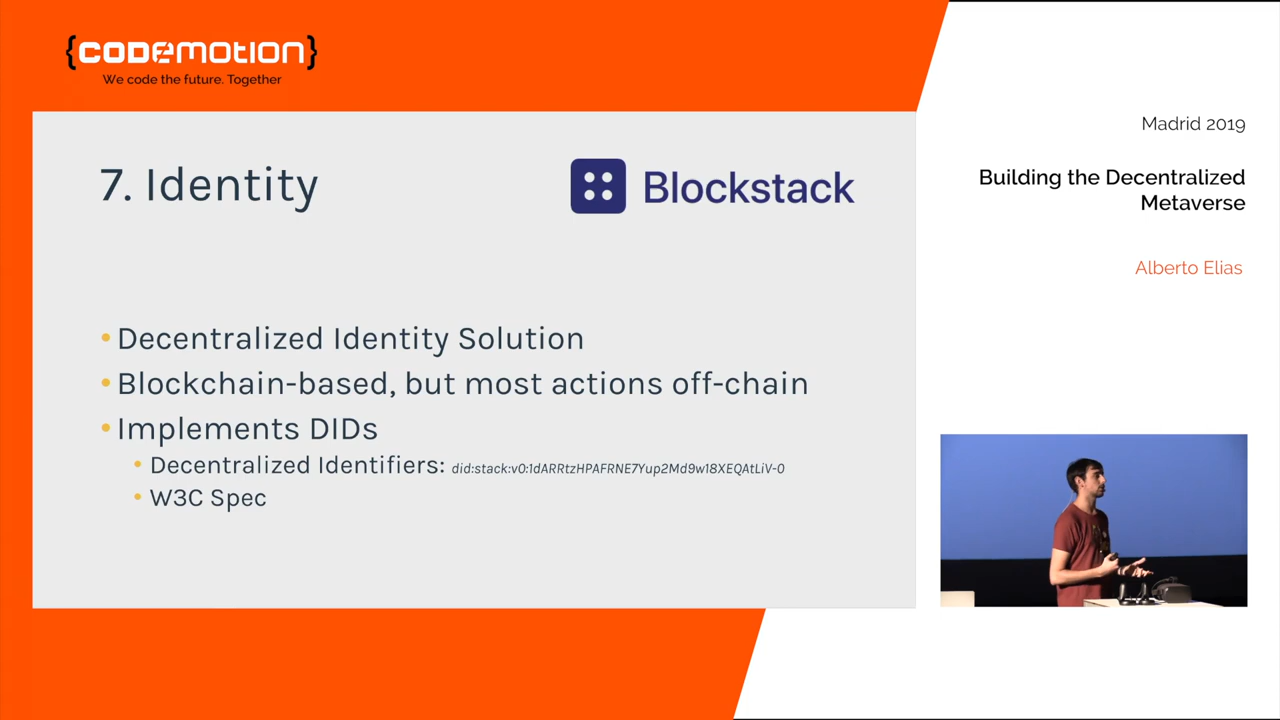 {CODEMOTION}
We code the future. Together
7. Identity
Blockstack
• Decentralized Identity Solution
• Blockchain-based, but most actions off-chain
• Implements DIDs
• Decentralized Identifiers: did:stack:v0:1dARRtzHPAFRNE7Yup2Md9w18XEQAtLiV-0
• W3C Spec
Madrid 2019
Building the Decentralized
Metaverse
Alberto Elias